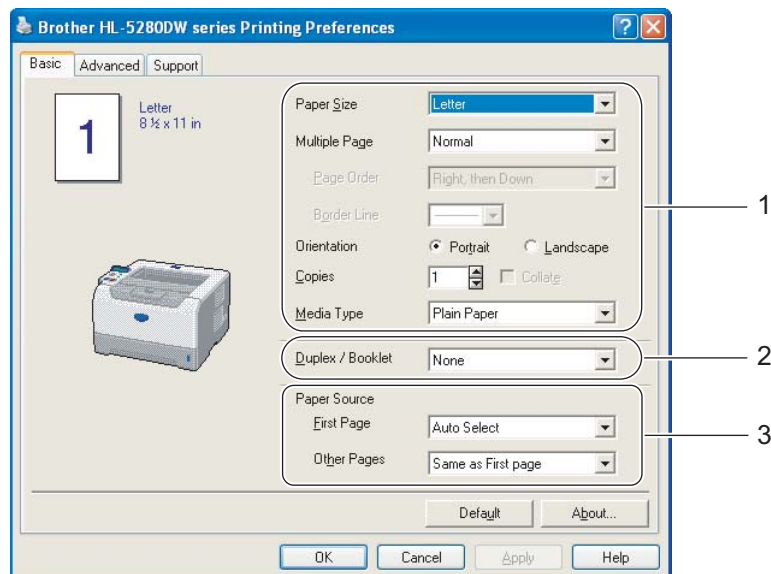 Brother HL-5280DW series Printing Preferences
Basic Advanced Support
1
Letter
8 ½ x 11 in
Paper Size Letter
Multiple Page Normal
Page Order Right, then Down
Border Line
Orientation Portrait Landscape
Copies 1 Collate
Media Type Plain Paper
1
Duplex / Booklet None
2
Paper Source
First Page Auto Select
Other Pages Same as First page
3
Default About...
OK Cancel Apply Help